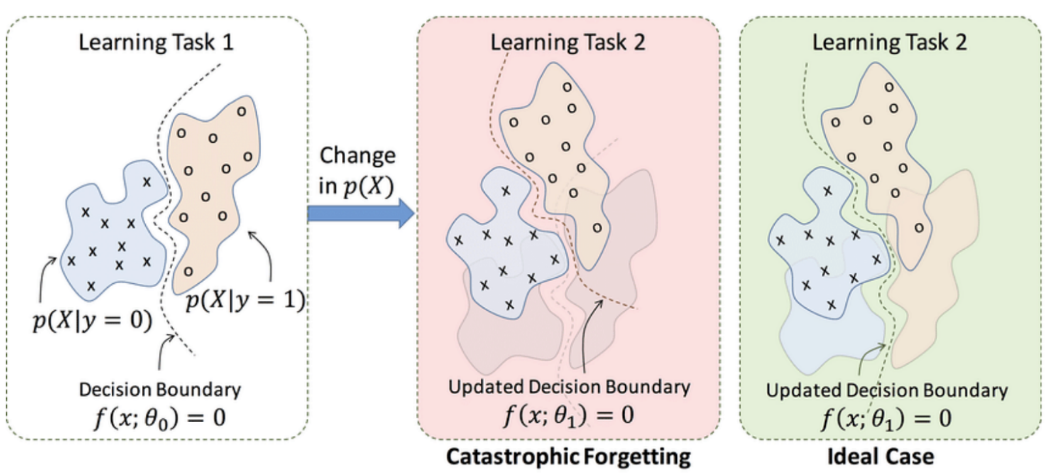 Learning Task 1
p(X|y = 0)
p(X|y = 1)
Decision Boundary
f(x; θ₀) = 0
Change
in p(X)
Learning Task 2
Updated Decision Boundary
f(x; θ₁) = 0
Catastrophic Forgetting
Learning Task 2
Updated Decision Boundary
f(x; θ₁) = 0
Ideal Case